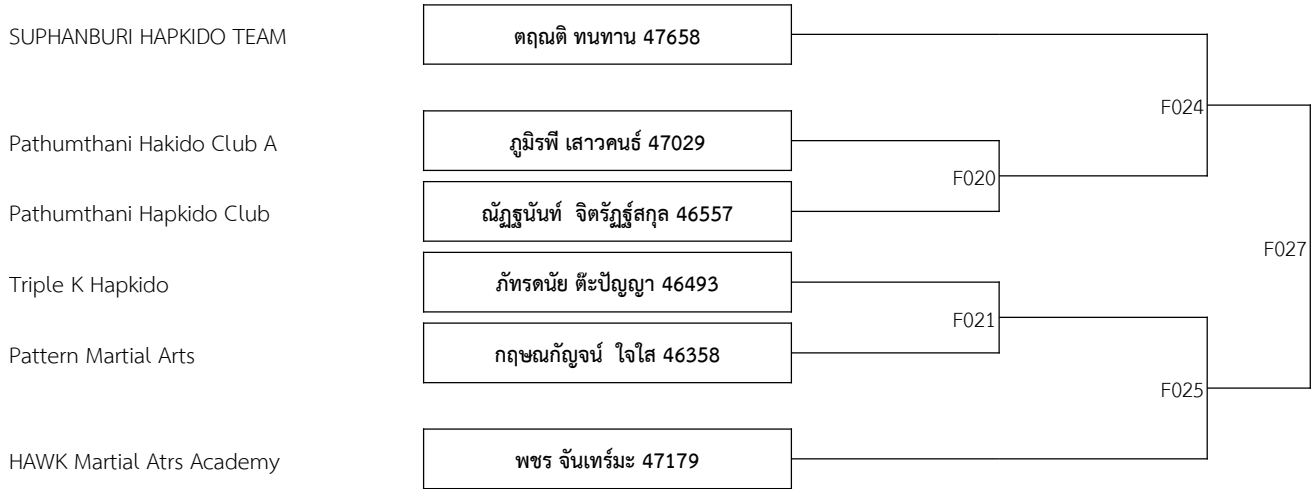 SUPHANBURI HAPKIDO TEAM ตฤณติ ทนทาน 47658
F024
Pathumthani Hakido Club A ภูมิรพี เสาวคนธ์ 47029
F020
Pathumthani Hapkido Club ณัฏฐนันท์ จิตรัฏฐ์สกุล 46557
F027
Triple K Hapkido ภัทรดนัย ต๊ะปัญญา 46493
F021
Pattern Martial Arts กฤษณกัญจน์ ใจใส 46358
F025
HAWK Martial Atrs Academy พชร จันเทร์มะ 47179